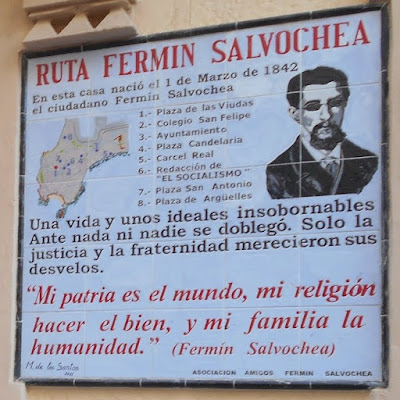 RUTA FERMIN SALVOCHEA
En esta casa nació el 1 de Marzo de 1842
el ciudadano Fermín Salvochea
1.- Plaza de las Viudas
2.- Colegio San Felipe
3.- Ayuntamiento
4.- Plaza Candelaria
5.- Carcel Real
6.- Redacción de
"EL SOCIALISMO"
7.- Plaza San Antonio
8.- Plaza de Argüelles
Una vida y unos ideales insobornables
Ante nada ni nadie se doblegó. Solo la
justicia y la fraternidad merecieron sus
desvelos.
"Mi patria es el mundo, mi religión
hacer el bien, y mi familia la
humanidad." (Fermín Salvochea)
M. de los Santos
ASOCIACION AMIGOS FERMIN SALVOCHEA